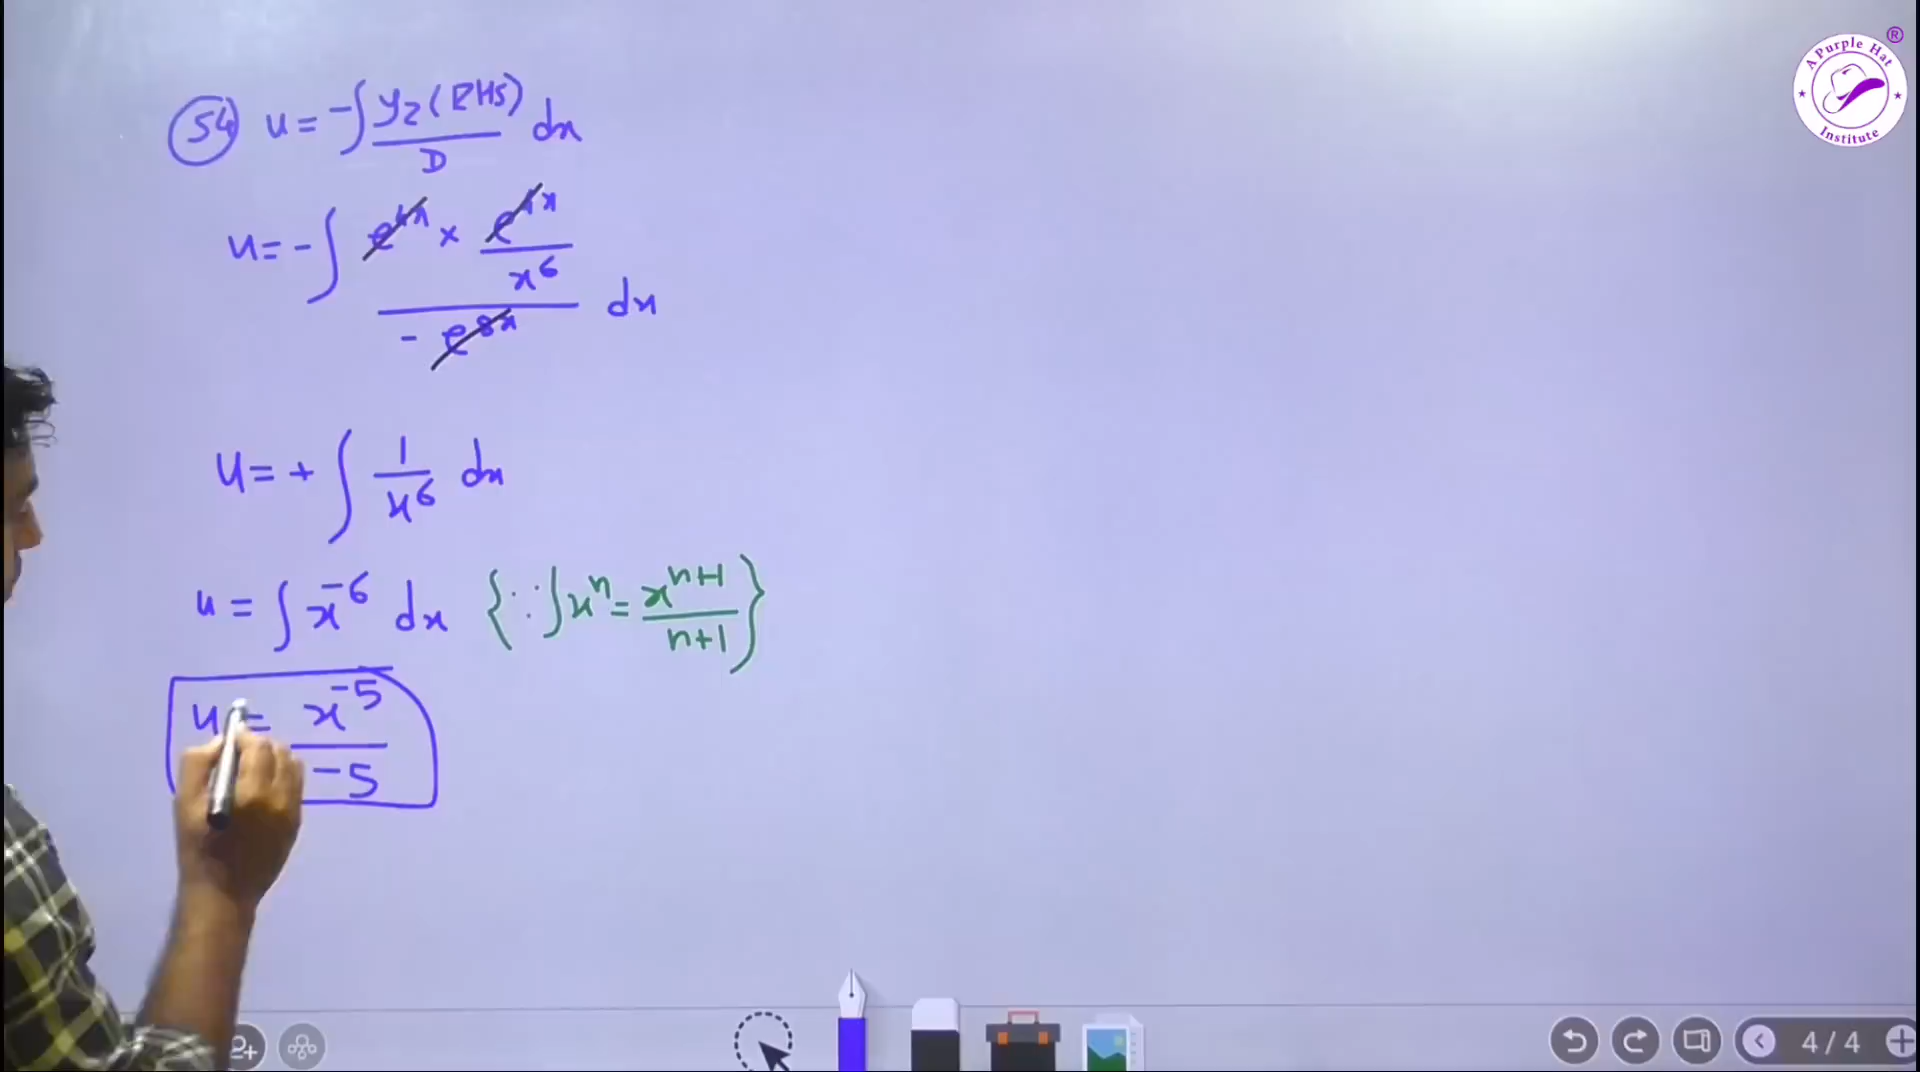 54 u = -∫ y2 (RHS) / D dx
u = -∫ e^4x × e^4x / x^6 / -e^8x dx
u = + ∫ 1 / x^6 dx
u = ∫ x^-6 dx { ∵ ∫ x^n = x^n+1 / n+1 }
u = x^-5 / -5
A Purple Hat
Institute
®
4 / 4